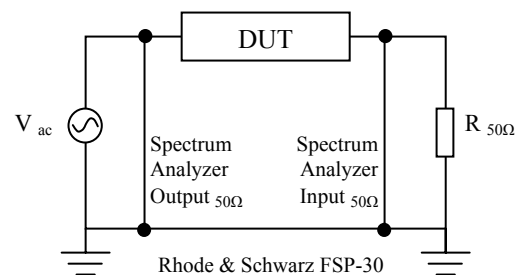 DUT
V ac
R 50Ω
Spectrum
Analyzer
Output 50Ω
Spectrum
Analyzer
Input 50Ω
Rhode & Schwarz FSP-30